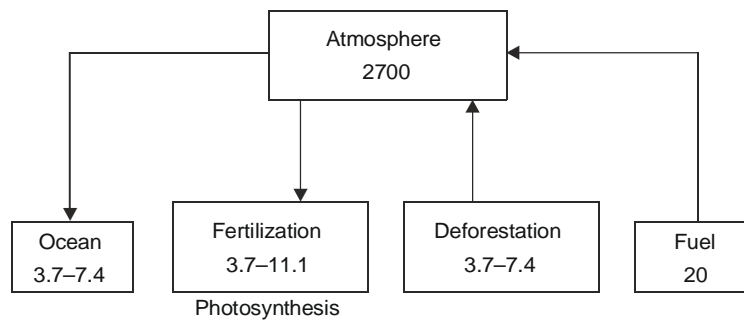 Atmosphere
2700
Ocean
3.7–7.4
Fertilization
3.7–11.1
Deforestation
3.7–7.4
Fuel
20
Photosynthesis